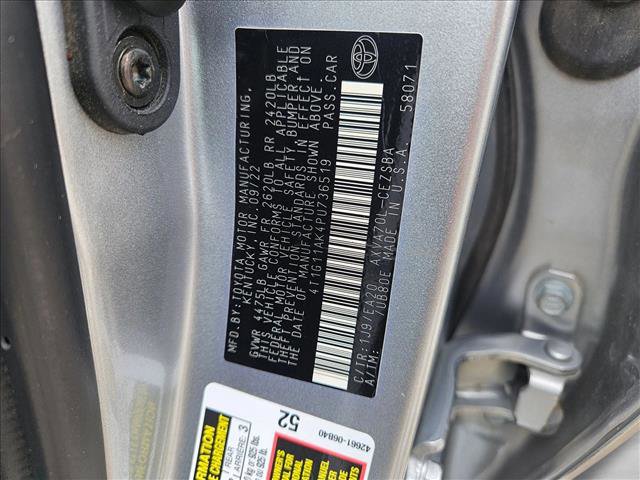 MFD.BY:TOYOTA MOTOR MANUFACTURING,
KENTUCKY, INC. 09/22
GVWR 4475LB GAWR FR 2620LB RR 2420LB
THIS VEHICLE CONFORMS TO ALL APPLICABLE
FEDERAL MOTOR VEHICLE SAFETY, BUMPER AND
THEFT PREVENTION STANDARDS IN EFFECT ON
THE DATE OF MANUFACTURE SHOWN ABOVE.
4T1G11AK4PU736519 PASS.CAR
C/TR:1J9/EA20 AXVA70L-CEZSBA
A/TM: /UB80E MADE IN U.S.A. 58071
42661-06B40
52